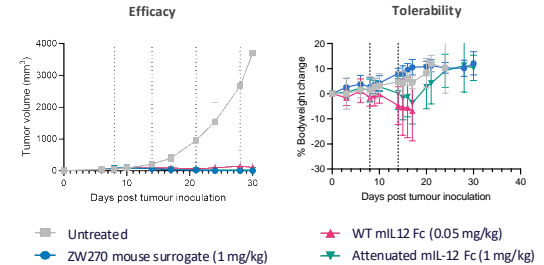 Efficacy
Tolerability
Tumor volume (mm³)
4000
3000
2000
1000
0
0 10 20 30
Days post tumour inoculation
% Bodyweight change
20
10
0
-10
-20
-30
0 10 20 30 40
Days post tumour inoculation
Untreated
WT mIL12 Fc (0.05 mg/kg)
ZW270 mouse surrogate (1 mg/kg)
Attenuated mIL-12 Fc (1 mg/kg)